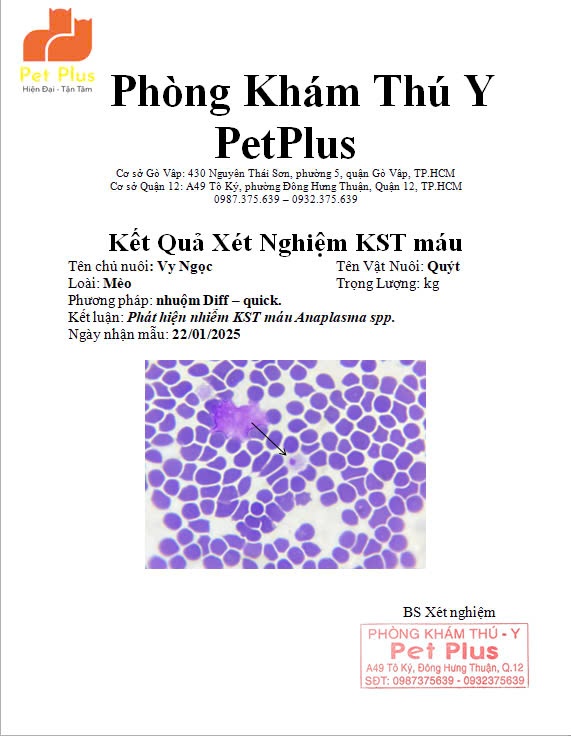 Pet Plus
Hiện Đại - Tận Tâm
Phòng Khám Thú Y
PetPlus
Cơ sở Gò Vâp: 430 Nguyên Thái Sơn, phường 5, quận Gò Vâp, TP.HCM
Cơ sở Quận 12: A49 Tô Ký, phường Đông Hưng Thuận, Quận 12, TP.HCM
0987.375.639 – 0932.375.639
Kết Quả Xét Nghiệm KST máu
Tên chủ nuôi: Vy Ngọc Tên Vật Nuôi: Quýt
Loài: Mèo Trọng Lượng: kg
Phương pháp: nhuộm Diff – quick.
Kết luận: Phát hiện nhiễm KST máu Anaplasma spp.
Ngày nhận mẫu: 22/01/2025
BS Xét nghiệm
PHÒNG KHÁM THÚ - Y
Pet Plus
A49 Tô Ký, Đông Hưng Thuận, Q.12
SĐT: 0987375639 - 0932375639